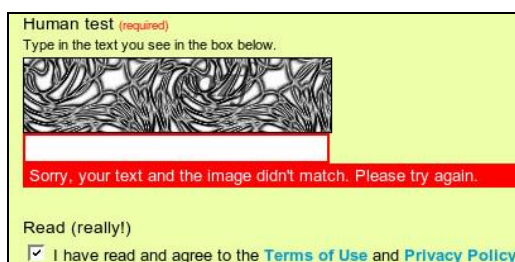 Human test (required)
Type in the text you see in the box below.
Sorry, your text and the image didn't match. Please try again.
Read (really!)
I have read and agree to the Terms of Use and Privacy Policy